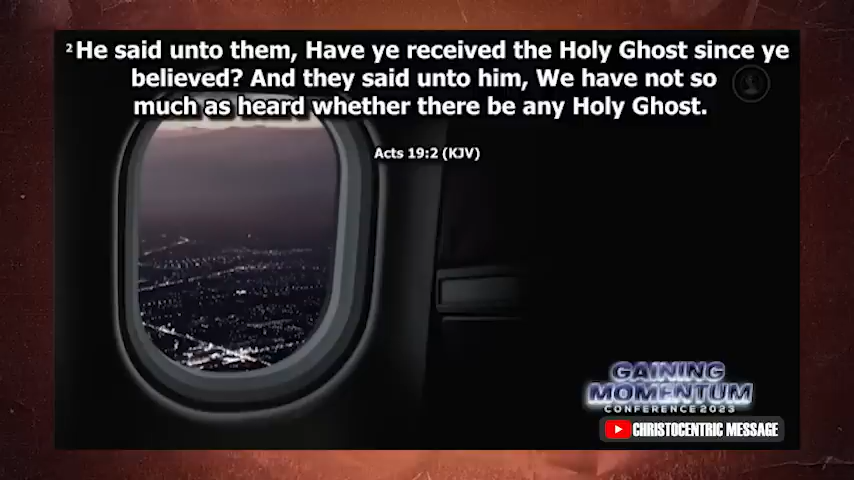 2 He said unto them, Have ye received the Holy Ghost since ye
believed? And they said unto him, We have not so
much as heard whether there be any Holy Ghost.
Acts 19:2 (KJV)
GAINING
MOMENTUM
CONFERENCE 2023
CHRISTOCENTRIC MESSAGE